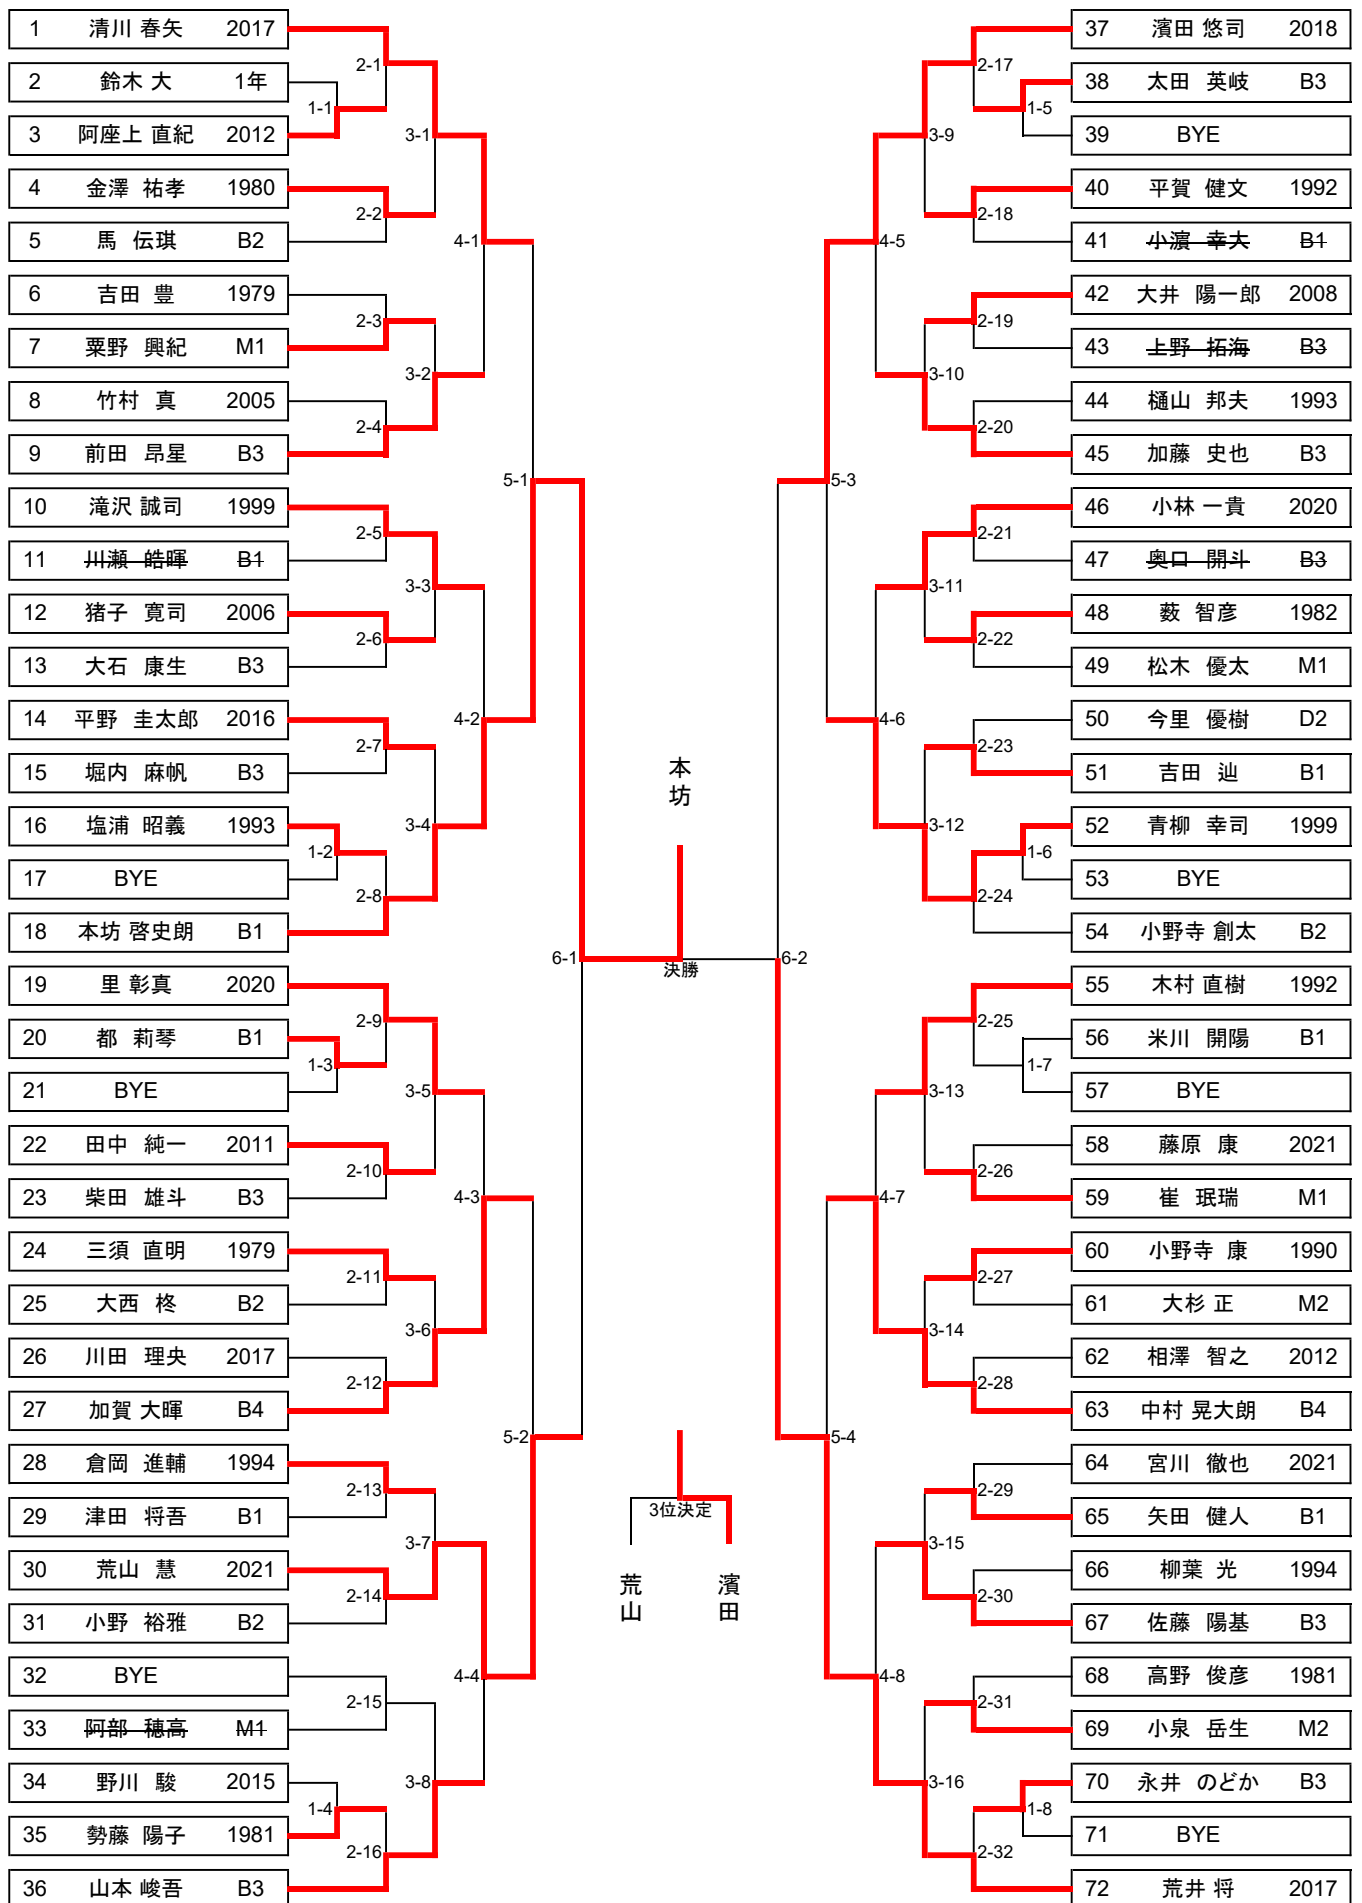 1 清川 春矢 2017
2 鈴木 大 1年
3 阿座上 直紀 2012
4 金澤 祐孝 1980
5 馬 伝琪 B2
6 吉田 豊 1979
7 粟野 興紀 M1
8 竹村 真 2005
9 前田 昂星 B3
10 滝沢 誠司 1999
11 川瀬 皓暉 B1
12 猪子 寛司 2006
13 大石 康生 B3
14 平野 圭太郎 2016
15 堀内 麻帆 B3
16 塩浦 昭義 1993
17 BYE
18 本坊 啓史朗 B1
19 里 彰真 2020
20 都 莉琴 B1
21 BYE
22 田中 純一 2011
23 柴田 雄斗 B3
24 三須 直明 1979
25 大西 柊 B2
26 川田 理央 2017
27 加賀 大暉 B4
28 倉岡 進輔 1994
29 津田 将吾 B1
30 荒山 慧 2021
31 小野 裕雅 B2
32 BYE
33 阿部 穂高 M1
34 野川 駿 2015
35 勢藤 陽子 1981
36 山本 峻吾 B3
1-1
1-2
1-3
1-4
2-1
2-2
2-3
2-4
2-5
2-6
2-7
2-8
2-9
2-10
2-11
2-12
2-13
2-14
2-15
2-16
3-1
3-2
3-3
3-4
3-5
3-6
3-7
3-8
4-1
4-2
4-3
4-4
5-1
5-2
6-1
本坊
決勝
3位決定
荒山
濱田
6-2
5-3
5-4
4-5
4-6
4-7
4-8
3-9
3-10
3-11
3-12
3-13
3-14
3-15
3-16
2-17
2-18
2-19
2-20
2-21
2-22
2-23
2-24
2-25
2-26
2-27
2-28
2-29
2-30
2-31
2-32
1-5
1-6
1-7
1-8
37 濱田 悠司 2018
38 太田 英岐 B3
39 BYE
40 平賀 健文 1992
41 小濵 幸大 B1
42 大井 陽一郎 2008
43 上野 拓海 B3
44 樋山 邦夫 1993
45 加藤 史也 B3
46 小林 一貴 2020
47 奥口 開斗 B3
48 薮 智彦 1982
49 松木 優太 M1
50 今里 優樹 D2
51 吉田 辿 B1
52 青柳 幸司 1999
53 BYE
54 小野寺 創太 B2
55 木村 直樹 1992
56 米川 開陽 B1
57 BYE
58 藤原 康 2021
59 崔 珉瑞 M1
60 小野寺 康 1990
61 大杉 正 M2
62 相澤 智之 2012
63 中村 晃大朗 B4
64 宮川 徹也 2021
65 矢田 健人 B1
66 柳葉 光 1994
67 佐藤 陽基 B3
68 高野 俊彦 1981
69 小泉 岳生 M2
70 永井 のどか B3
71 BYE
72 荒井 将 2017